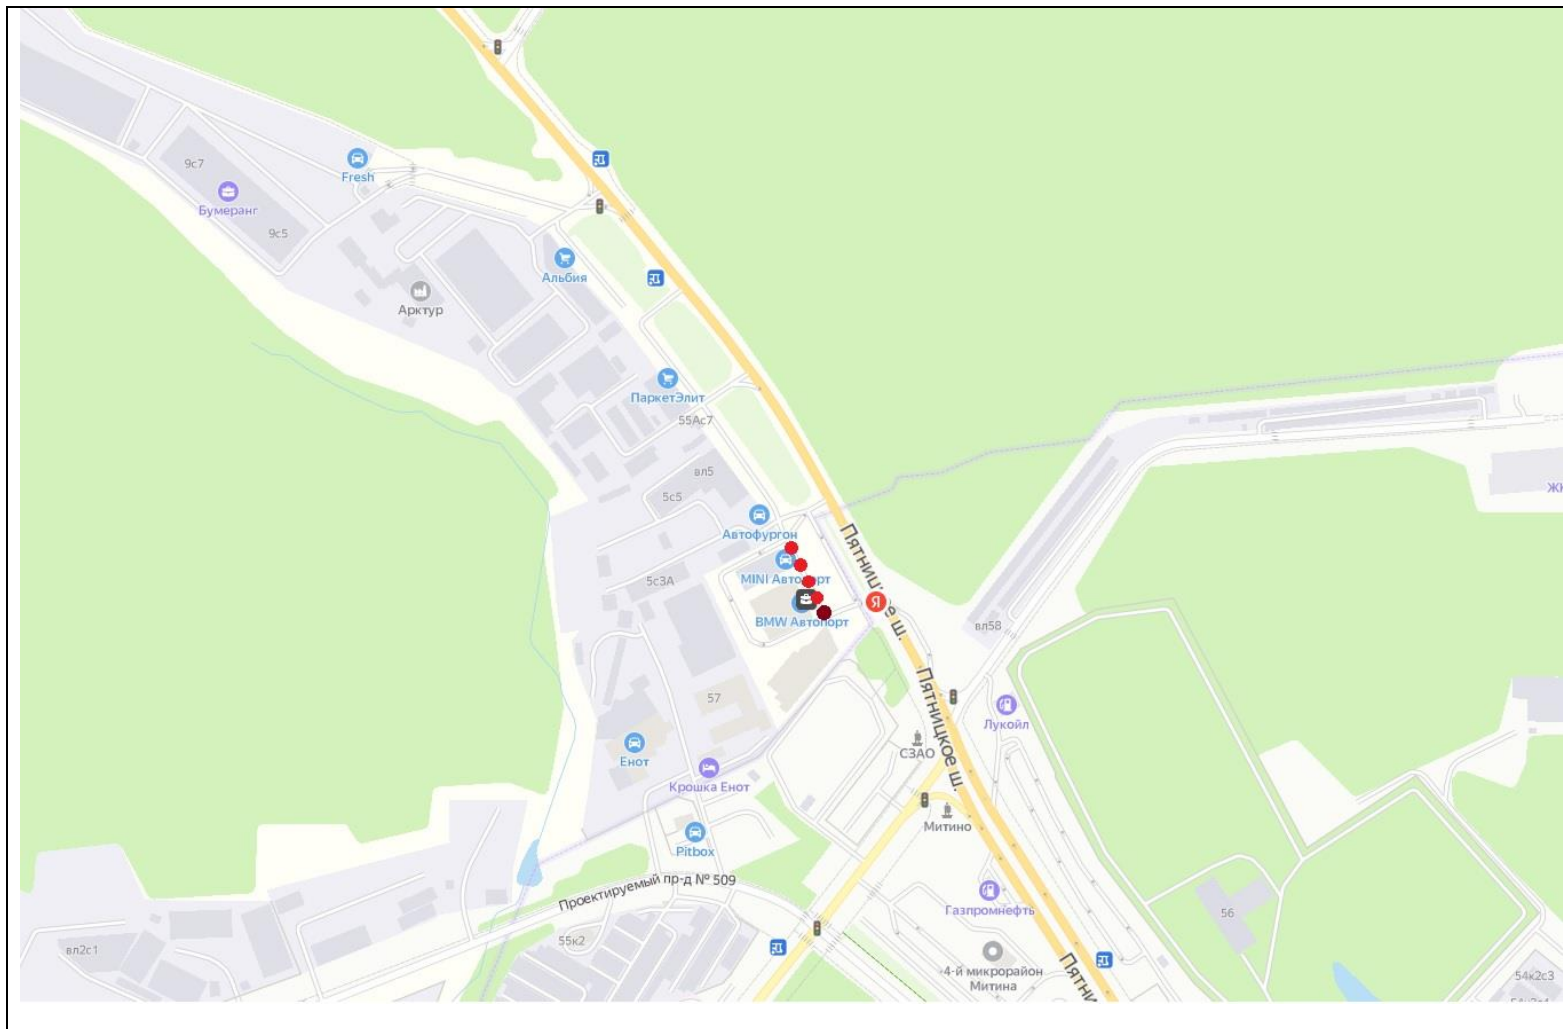 9с7
Fresh
Бумеранг
9с5
Альбия
Арктур
ПаркетЭлит
55Ас7
вл5
5с5
Автофургон
5с3А
MINI Автопорт
BMW Автопорт
Я
Пятницкое ш.
вл58
57
Пятницкое ш.
Лукойл
СЗАО
Енот
Крошка Енот
Митино
Pitbox
Проектируемый пр-д № 509
Газпромнефть
56
55к2
вл2с1
4-й микрорайон
Митина
54к2с3